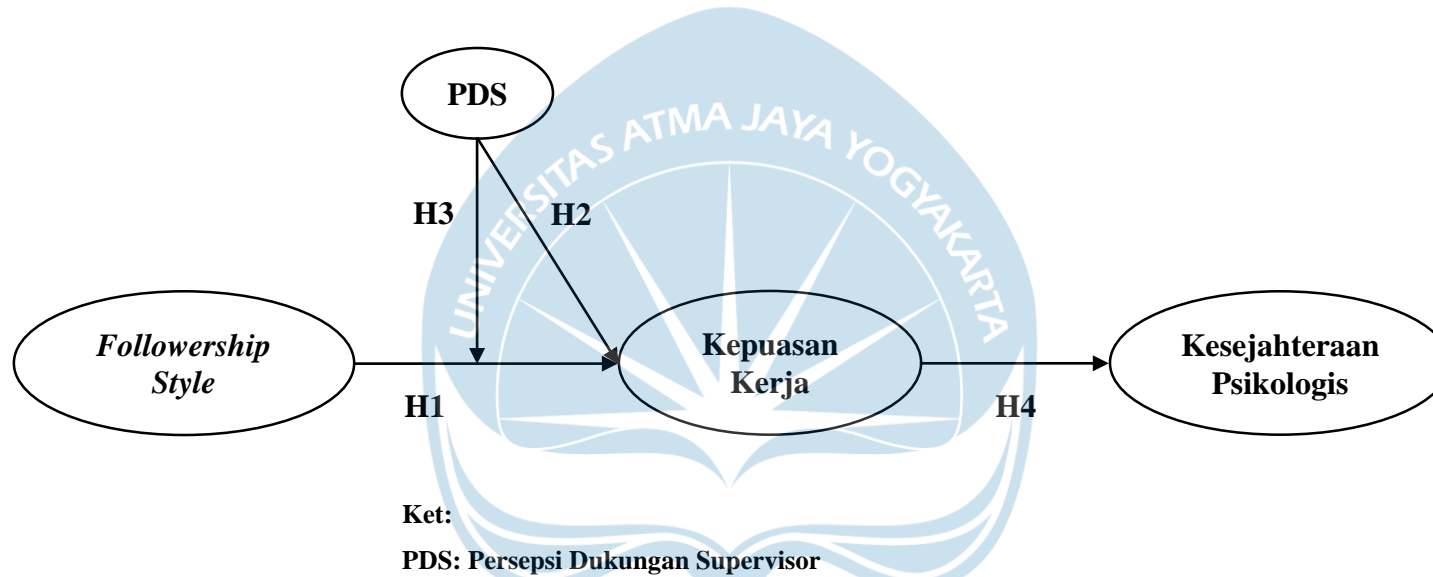 PDS
UNIVERSITAS ATMA JAYA YOGYAKARTA
H3
H2
Followership
Style
Kepuasan
Kerja
Kesejahteraan
Psikologis
H1
H4
Ket:
PDS: Persepsi Dukungan Supervisor